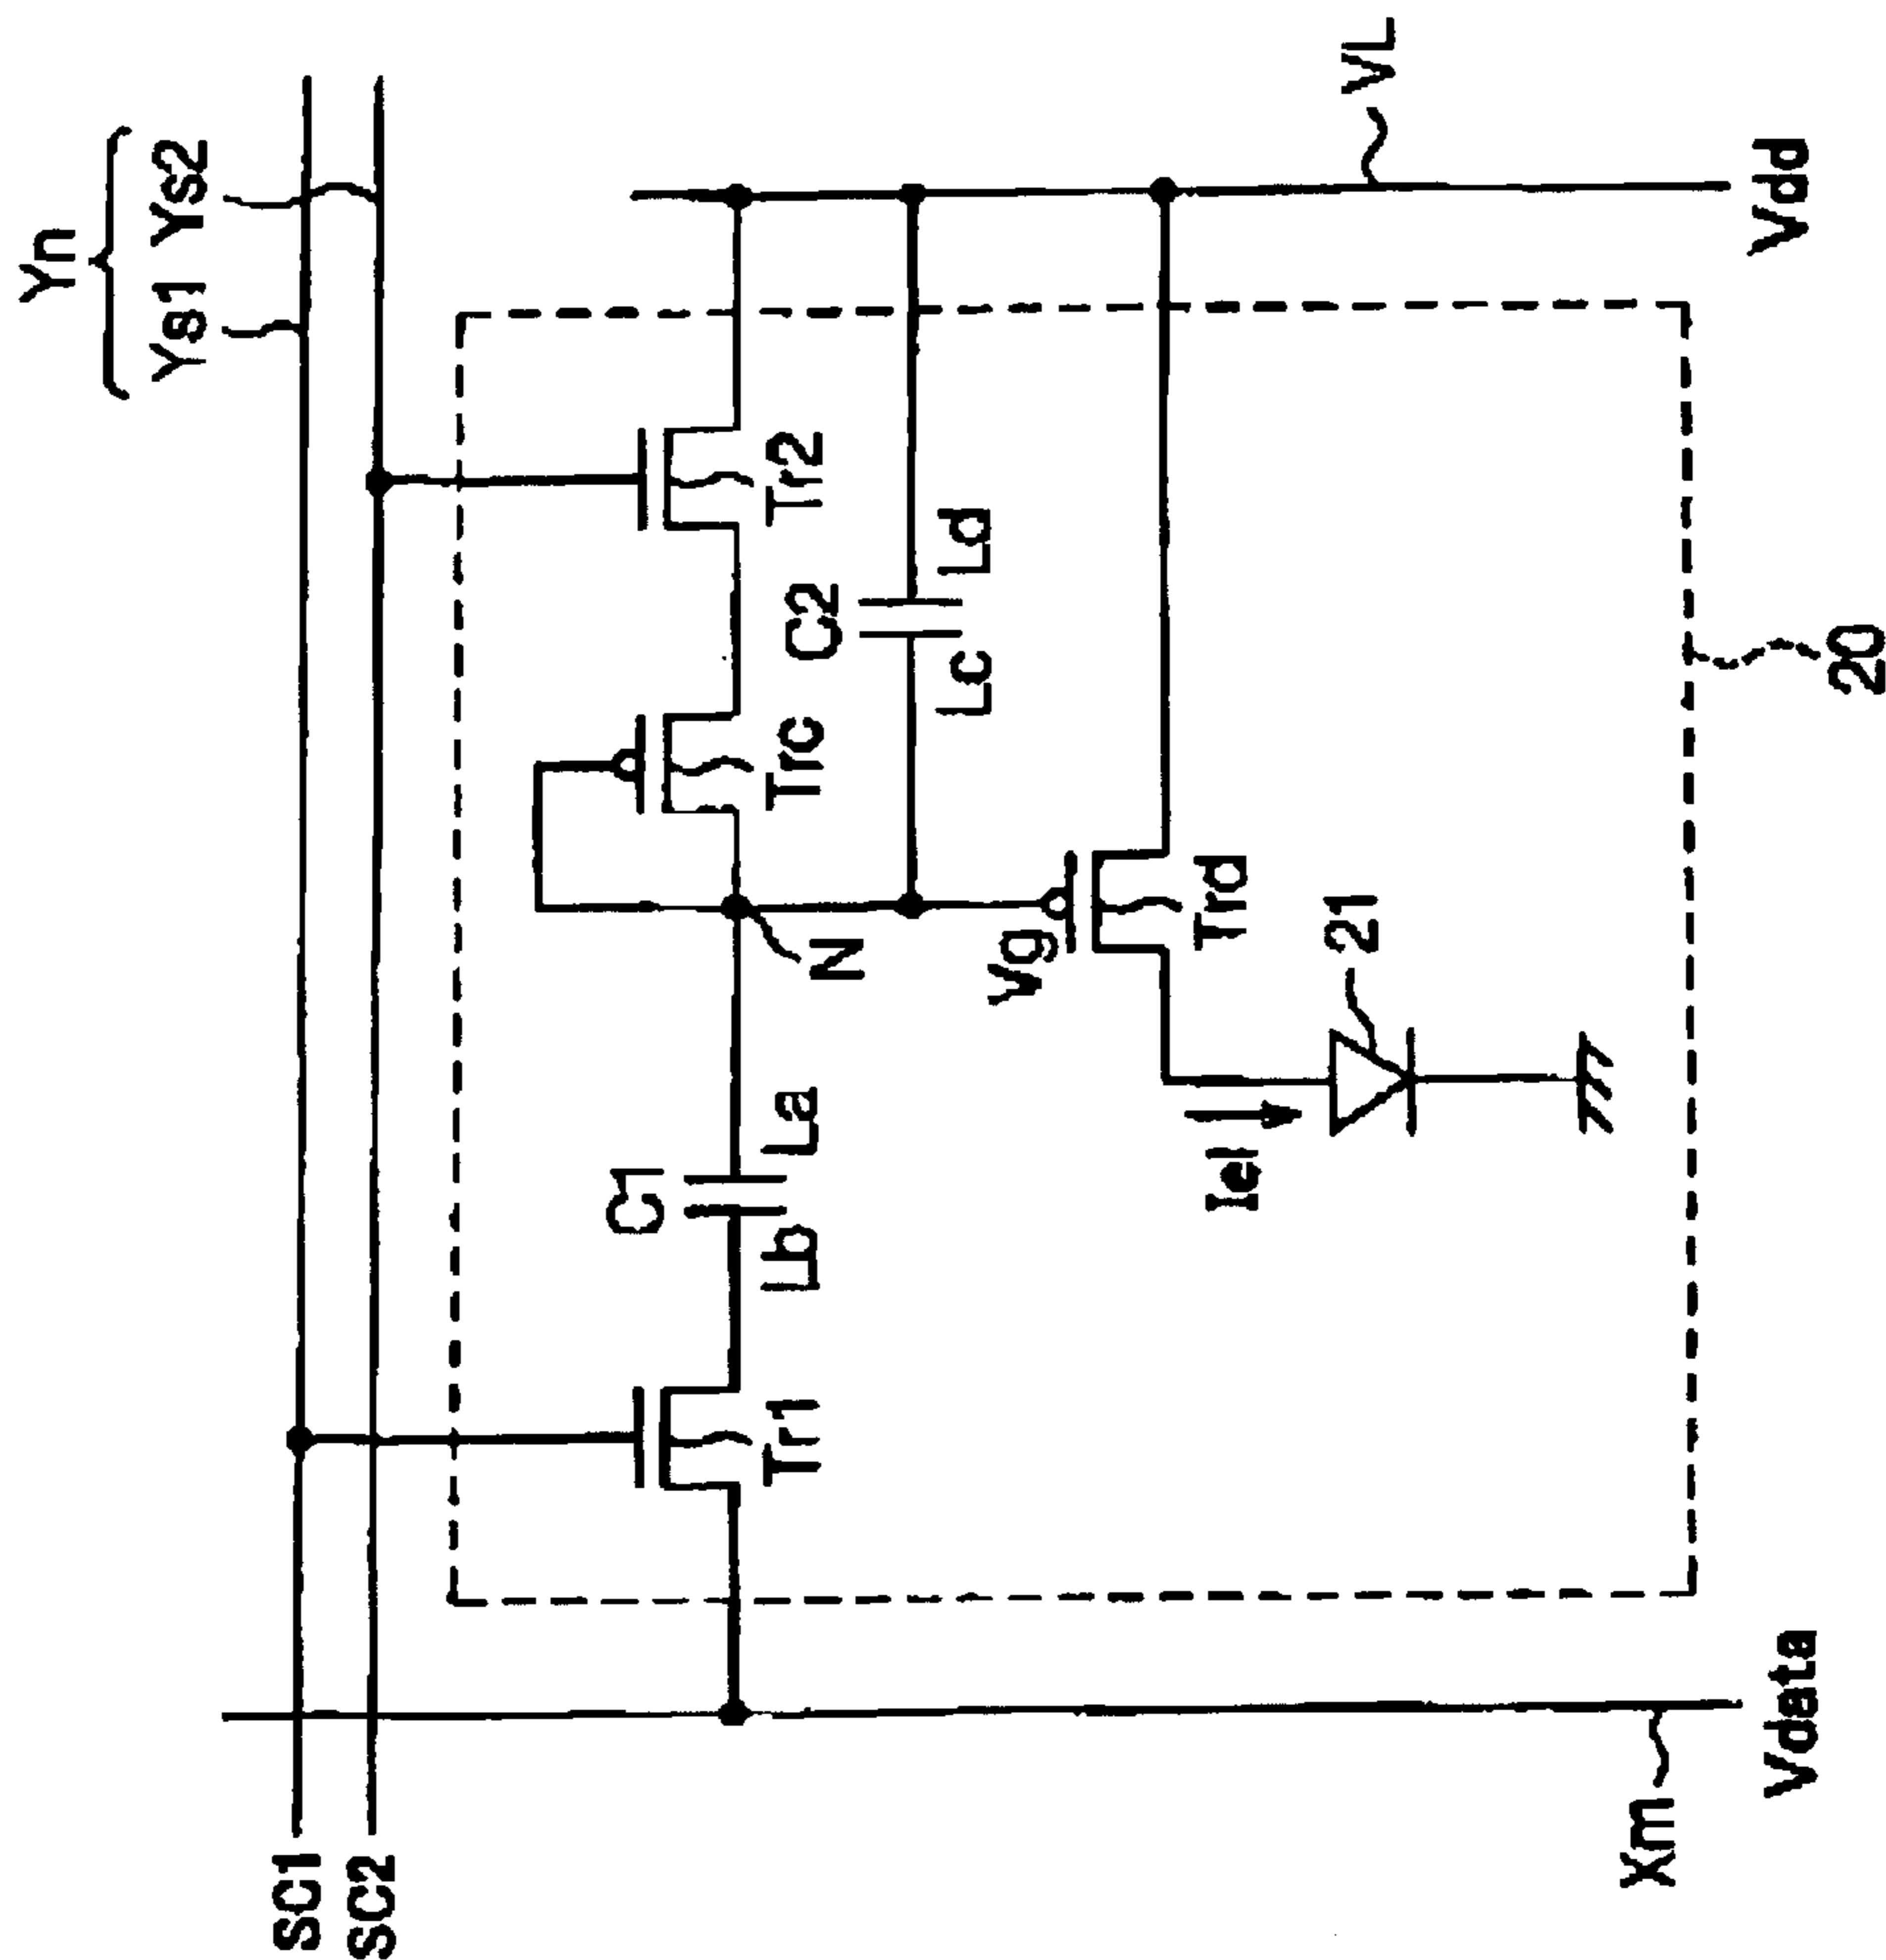 Yn
Ys1 Ys2
SC1
SC2
C1
Tr1 Lb La Trc Tr2
C2
N
Lc Ld
Vg
Trd
Iel
21
VL
Xm
Vdata Vdd
20